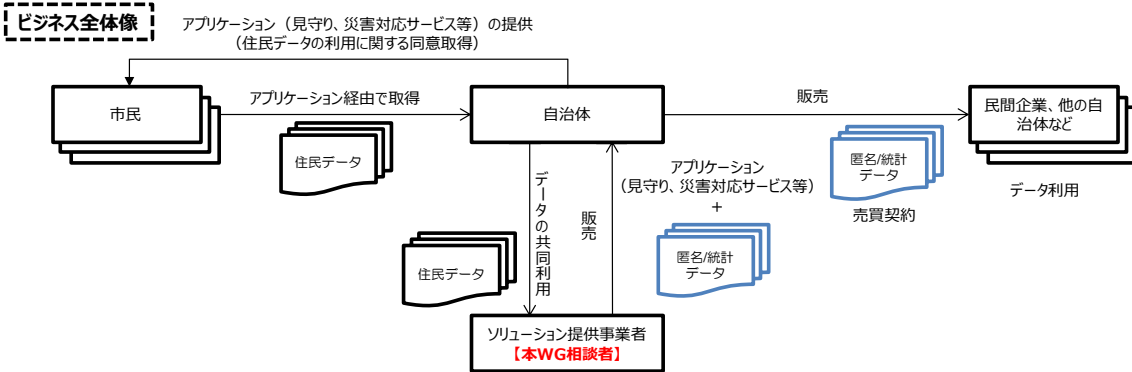 ビジネス全体像
アプリケーション（見守り、災害対応サービス等）の提供
（住民データの利用に関する同意取得）
市民
アプリケーション経由で取得
住民データ
自治体
販売
民間企業、他の自
治体など
匿名/統計
データ
売買契約
データ利用
データの共同利用
住民データ
販売
アプリケーション
（見守り、災害対応サービス等）
+
匿名/統計
データ
ソリューション提供事業者
【本WG相談者】